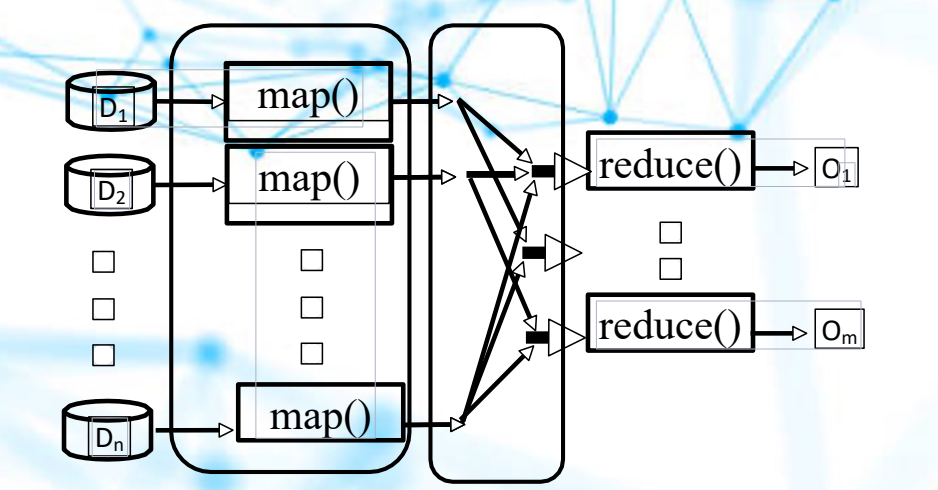 D₁ map()
D₂ map() reduce() O₁
reduce() Oₘ
Dₙ map()